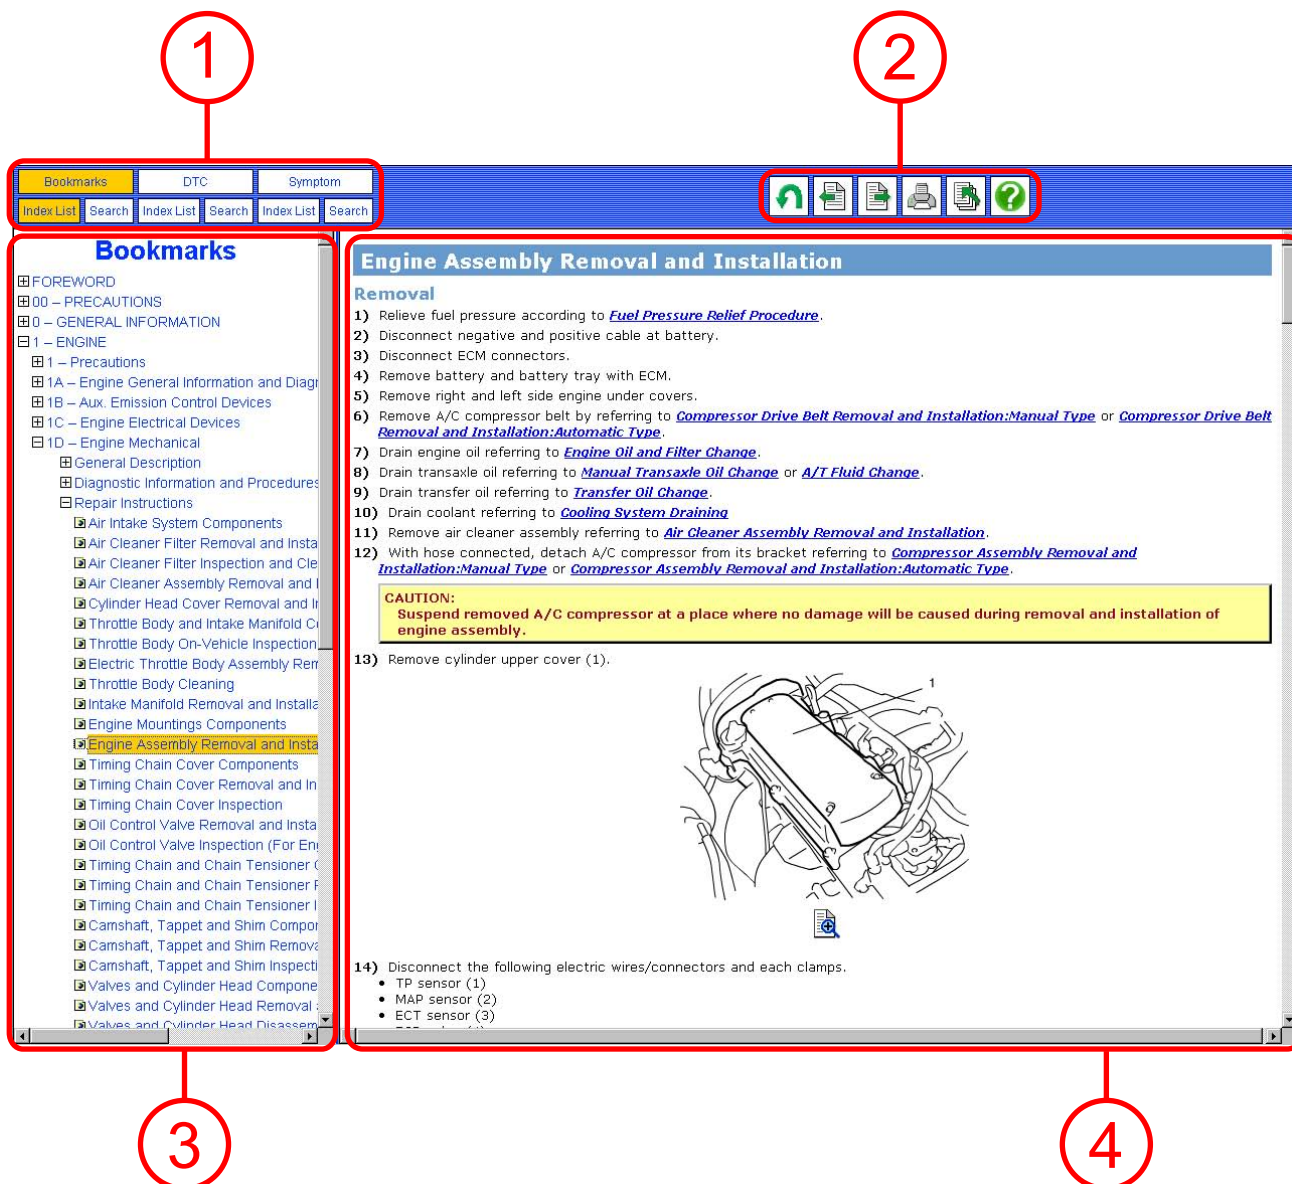 1
2
Bookmarks DTC Symptom
Index List Search Index List Search Index List Search
Bookmarks
FOREWORD
00 – PRECAUTIONS
0 – GENERAL INFORMATION
1 – ENGINE
1 – Precautions
1A – Engine General Information and Diagn
1B – Aux. Emission Control Devices
1C – Engine Electrical Devices
1D – Engine Mechanical
General Description
Diagnostic Information and Procedures
Repair Instructions
Air Intake System Components
Air Cleaner Filter Removal and Insta
Air Cleaner Filter Inspection and Cle
Air Cleaner Assembly Removal and I
Cylinder Head Cover Removal and In
Throttle Body and Intake Manifold Co
Throttle Body On-Vehicle Inspection
Electric Throttle Body Assembly Rem
Throttle Body Cleaning
Intake Manifold Removal and Installa
Engine Mountings Components
Engine Assembly Removal and Insta
Timing Chain Cover Components
Timing Chain Cover Removal and In
Timing Chain Cover Inspection
Oil Control Valve Removal and Insta
Oil Control Valve Inspection (For Eng
Timing Chain and Chain Tensioner C
Timing Chain and Chain Tensioner R
Timing Chain and Chain Tensioner I
Camshaft, Tappet and Shim Compon
Camshaft, Tappet and Shim Remova
Camshaft, Tappet and Shim Inspecti
Valves and Cylinder Head Compone
Valves and Cylinder Head Removal
Valves and Cylinder Head Disassem
Engine Assembly Removal and Installation
Removal
1) Relieve fuel pressure according to Fuel Pressure Relief Procedure.
2) Disconnect negative and positive cable at battery.
3) Disconnect ECM connectors.
4) Remove battery and battery tray with ECM.
5) Remove right and left side engine under covers.
6) Remove A/C compressor belt by referring to Compressor Drive Belt Removal and Installation:Manual Type or Compressor Drive Belt
Removal and Installation:Automatic Type.
7) Drain engine oil referring to Engine Oil and Filter Change.
8) Drain transaxle oil referring to Manual Transaxle Oil Change or A/T Fluid Change.
9) Drain transfer oil referring to Transfer Oil Change.
10) Drain coolant referring to Cooling System Draining
11) Remove air cleaner assembly referring to Air Cleaner Assembly Removal and Installation.
12) With hose connected, detach A/C compressor from its bracket referring to Compressor Assembly Removal and
Installation:Manual Type or Compressor Assembly Removal and Installation:Automatic Type.
CAUTION:
Suspend removed A/C compressor at a place where no damage will be caused during removal and installation of
engine assembly.
13) Remove cylinder upper cover (1).
1
14) Disconnect the following electric wires/connectors and each clamps.
• TP sensor (1)
• MAP sensor (2)
• ECT sensor (3)
3
4